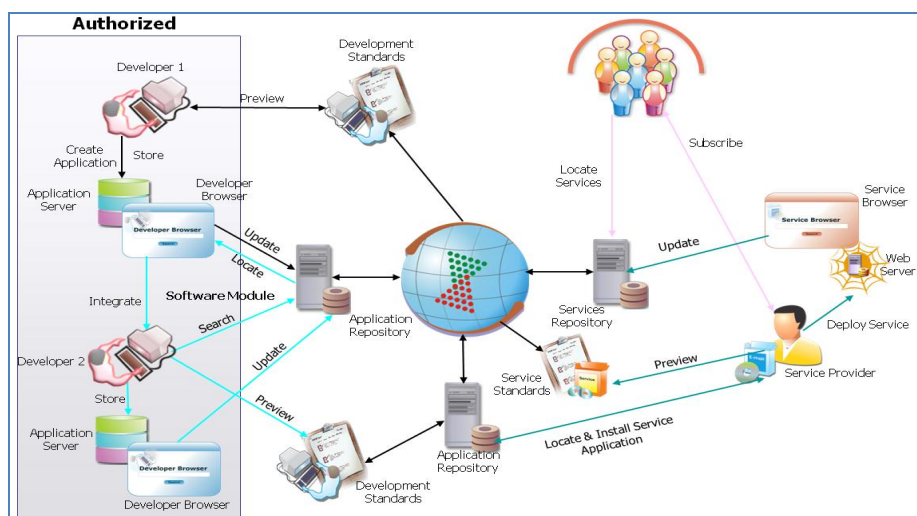 Authorized
Developer 1
Preview
Development
Standards
Create
Application
Store
Application
Server
Developer
Browser
Developer Browser
Search
Update
Locate
Software Module
Integrate
Search
Developer 2
Update
Store
Preview
Application
Server
Developer Browser
Developer Browser
Application
Repository
Development
Standards
Application
Repository
Locate
Services
Subscribe
Service
Browser
Service Browser
Update
Web
Server
Services
Repository
Deploy Service
Service
Standards
Service
Preview
Service Provider
Locate & Install Service
Application